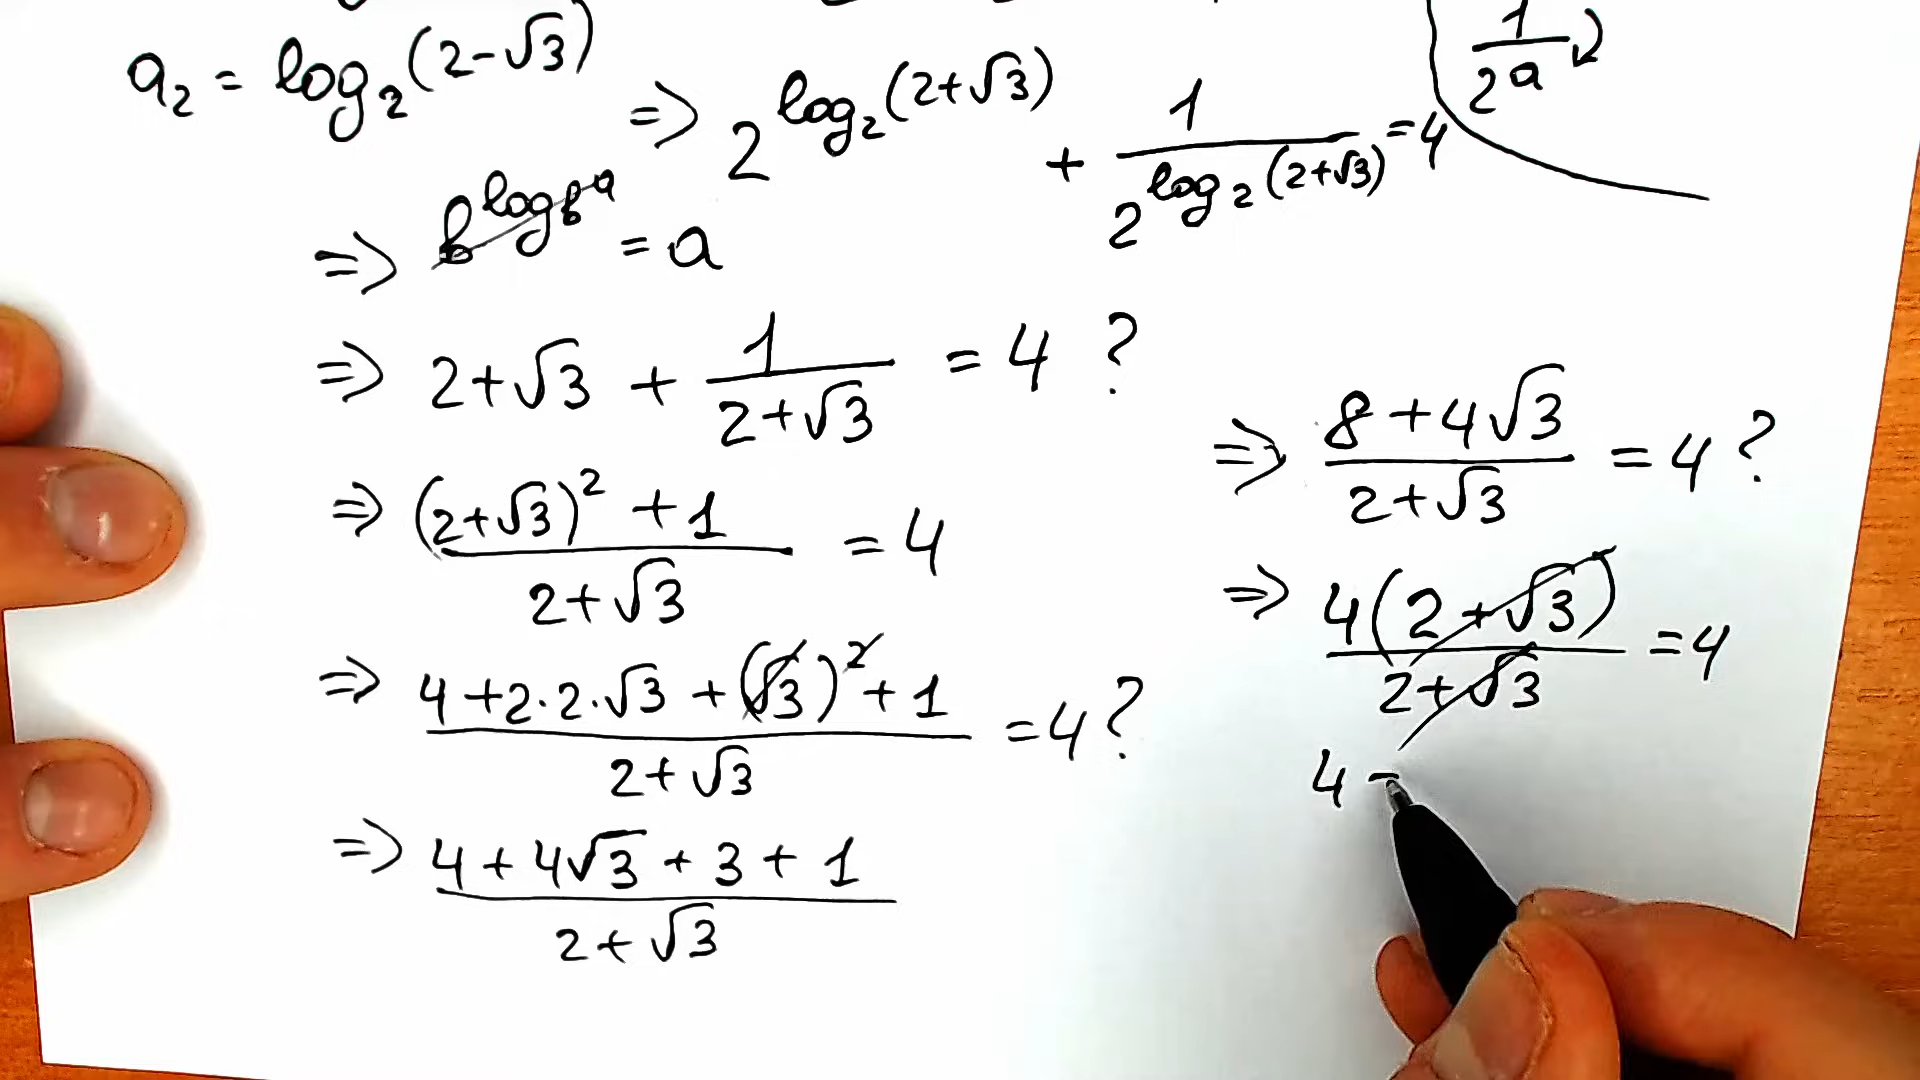 a₂ = log₂(2-√3)
=> 2^log₂(2+√3) + 1/2^log₂(2+√3) = 4
1/2^a
=> b^log_b a = a
=> 2+√3 + 1/(2+√3) = 4 ?
=> ((2+√3)² + 1)/(2+√3) = 4
=> (4+2·2·√3 + (√3)² + 1)/(2+√3) = 4 ?
=> (4 + 4√3 + 3 + 1)/(2+√3)
=> (8+4√3)/(2+√3) = 4 ?
=> 4(2+√3)/(2+√3) = 4
4 -